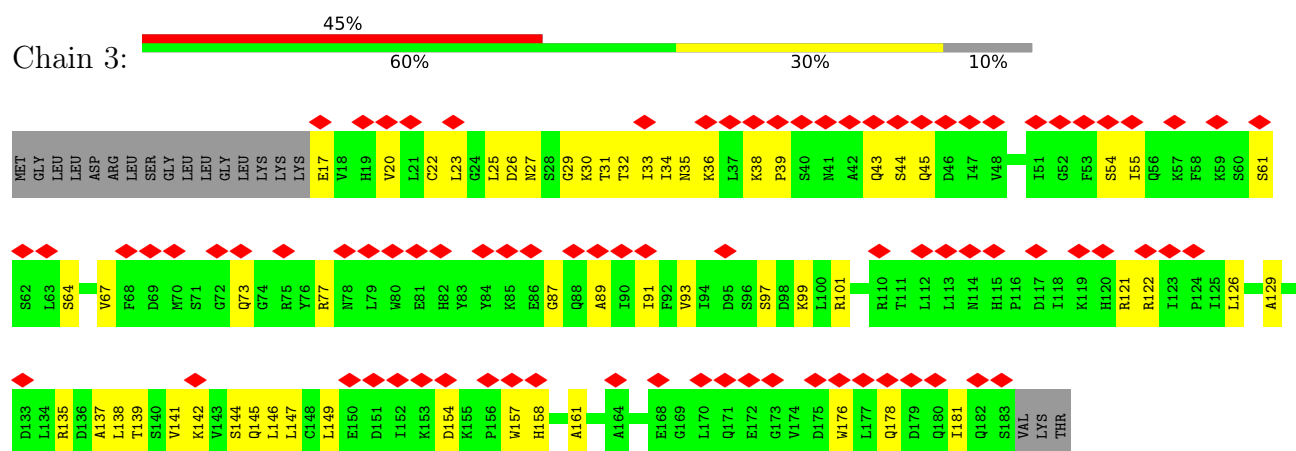 45%
Chain 3:
60% 30% 10%
MET GLY LEU LEU ASP ARG LEU SER GLY LEU LEU GLY LEU LYS LYS LYS E17 V18 H19 V20 L21 C22 L23 G24 L25 D26 N27 S28 G29 K30 T31 T32 I33 I34 N35 K36 L37 K38 P39 S40 N41 A42 Q43 S44 Q45 D46 I47 V48 I51 G52 F53 S54 I55 Q56 K57 F58 K59 S60 S61
S62 L63 S64 V67 F68 D69 M70 S71 G72 Q73 G74 R75 Y76 R77 N78 L79 W80 E81 H82 Y83 Y84 K85 E86 G87 Q88 A89 I90 I91 F92 V93 I94 D95 S96 S97 D98 K99 L100 R101 R110 T111 L112 L113 N114 H115 P116 D117 I118 K119 H120 R121 R122 I123 P124 I125 L126 A129
D133 L134 R135 D136 A137 L138 T139 S140 V141 K142 V143 S144 Q145 L146 L147 C148 L149 E150 D151 I152 K153 D154 K155 P156 W157 H158 A161 A164 E168 G169 L170 Q171 E172 G173 V174 D175 W176 L177 Q178 D179 Q180 I181 Q182 S183 VAL LYS THR